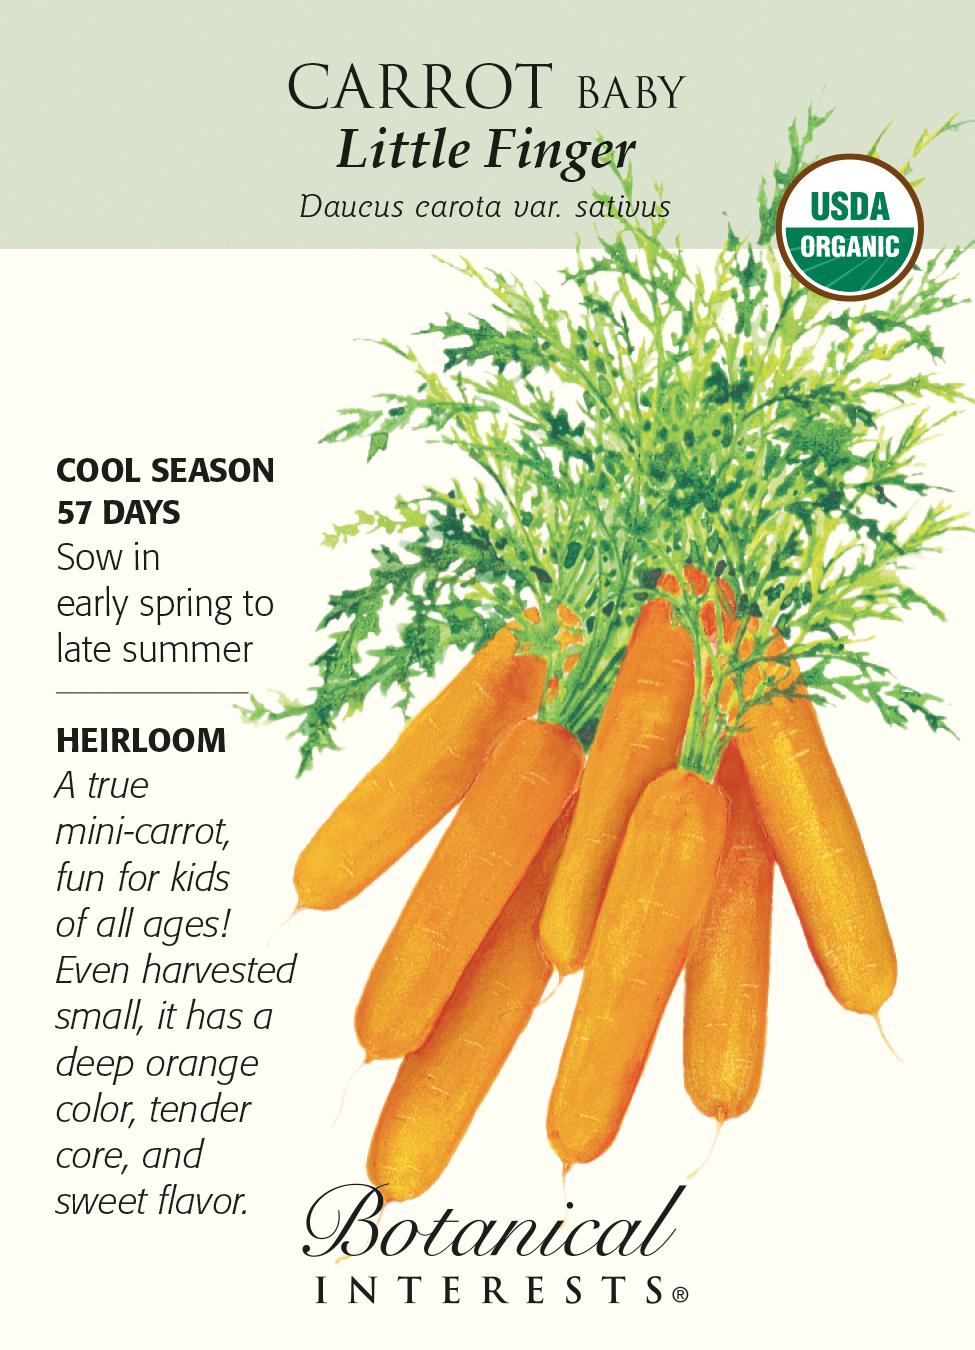 CARROT BABY
Little Finger
Daucus carota var. sativus
USDA
ORGANIC
COOL SEASON
57 DAYS
Sow in
early spring to
late summer
HEIRLOOM
A true
mini-carrot,
fun for kids
of all ages!
Even harvested
small, it has a
deep orange
color, tender
core, and
sweet flavor.
Botanical
INTERESTS®